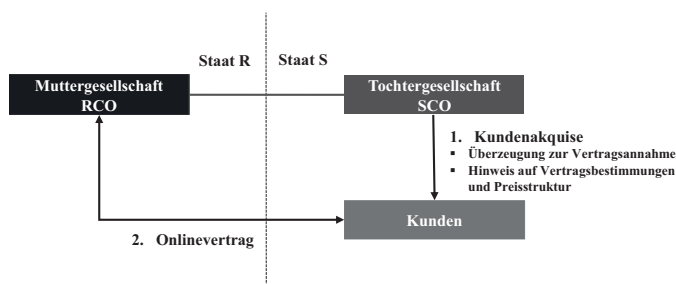 Staat R
Staat S
Muttergesellschaft
RCO
Tochtergesellschaft
SCO
1. Kundenakquise
▪ Überzeugung zur Vertragsannahme
▪ Hinweis auf Vertragsbestimmungen
und Preisstruktur
Kunden
2. Onlinevertrag